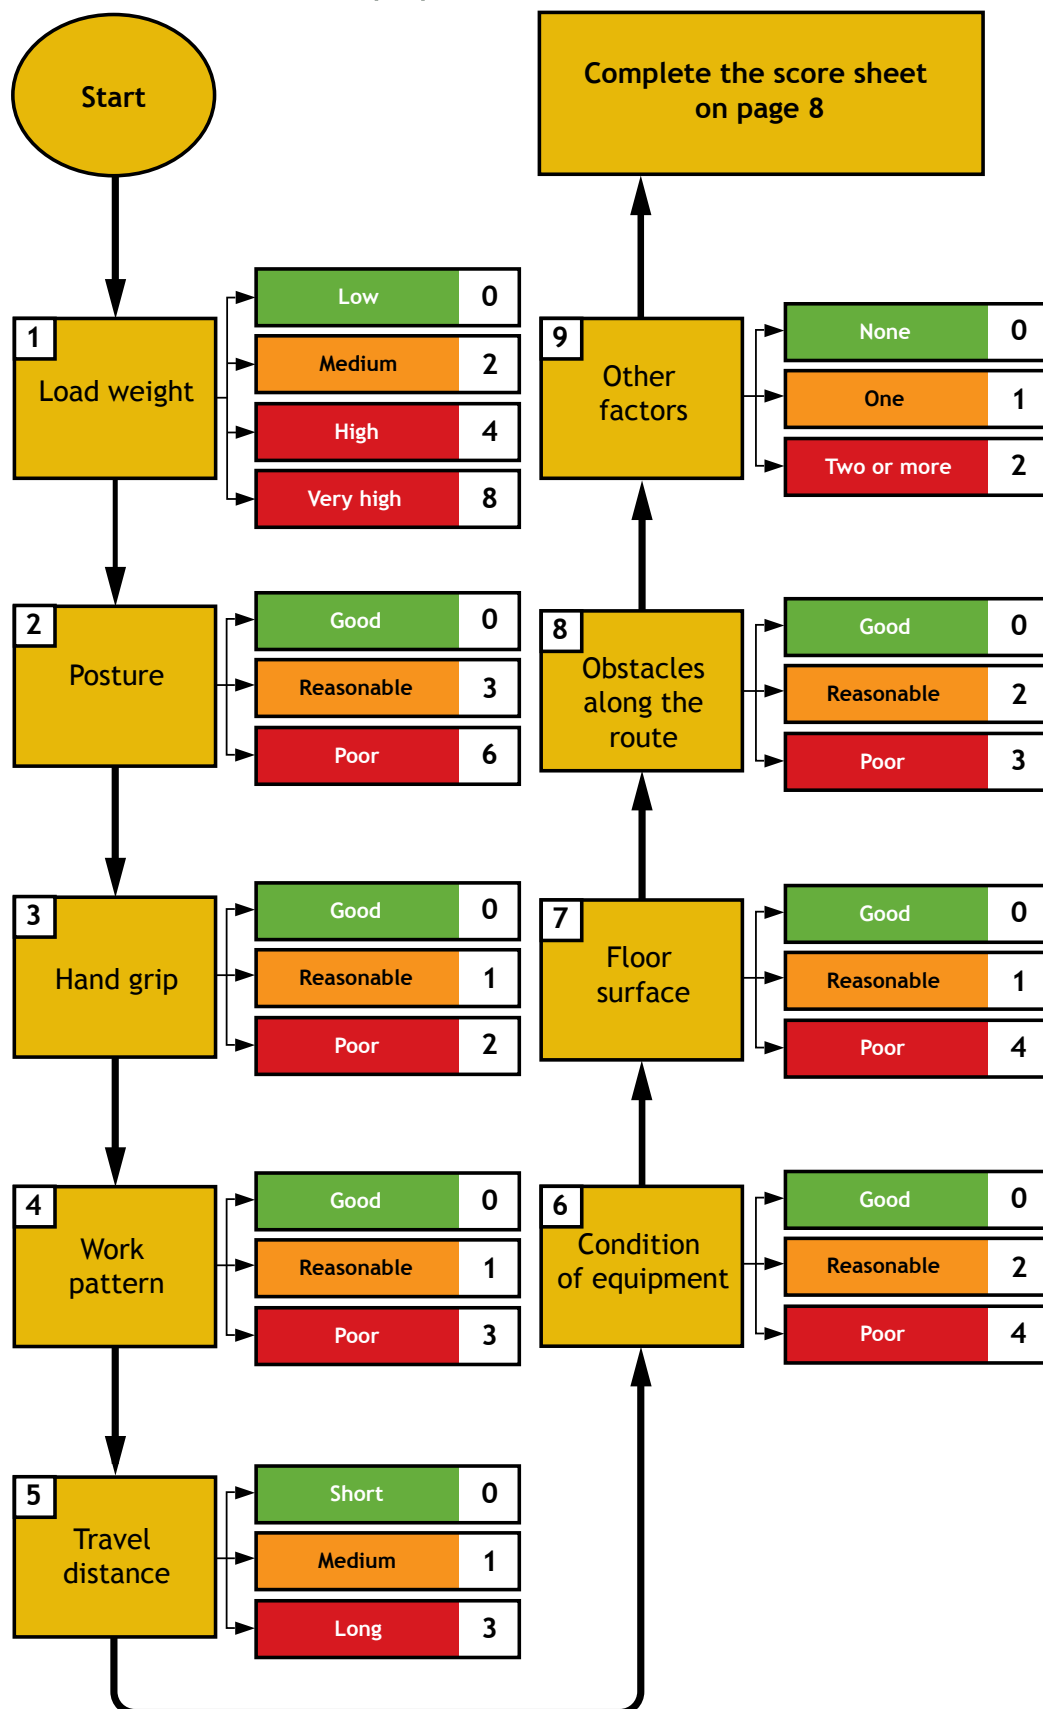 Start
1
Load weight
Low 0
Medium 2
High 4
Very high 8
2
Posture
Good 0
Reasonable 3
Poor 6
3
Hand grip
Good 0
Reasonable 1
Poor 2
4
Work
pattern
Good 0
Reasonable 1
Poor 3
5
Travel
distance
Short 0
Medium 1
Long 3
6
Condition
of equipment
Good 0
Reasonable 2
Poor 4
7
Floor
surface
Good 0
Reasonable 1
Poor 4
8
Obstacles
along the
route
Good 0
Reasonable 2
Poor 3
9
Other
factors
None 0
One 1
Two or more 2
Complete the score sheet
on page 8